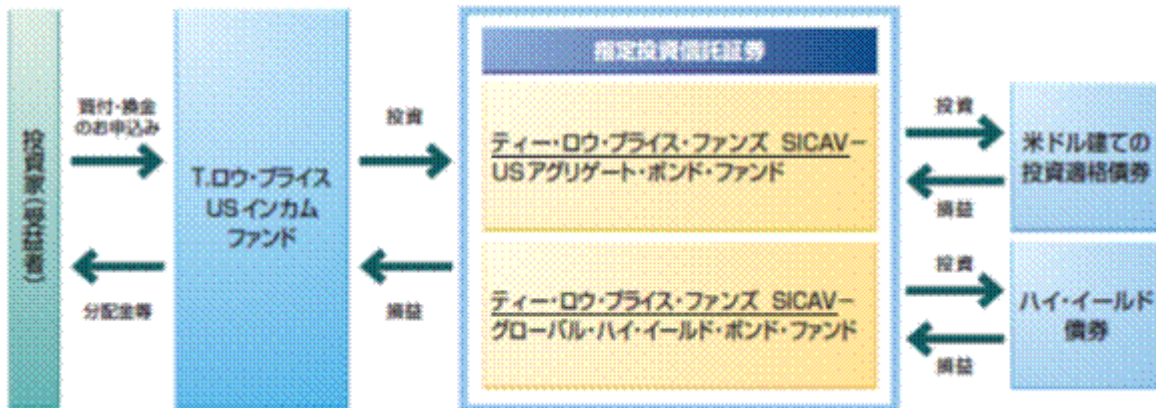 投資家(受益者)
買付・換金
のお申込み
分配金等
T.ロウ・プライス
USインカム
ファンド
投資
損益
指定投資信託証券
ティー・ロウ・プライス・ファンズ SICAV－
USアグリゲート・ボンド・ファンド
ティー・ロウ・プライス・ファンズ SICAV－
グローバル・ハイ・イールド・ボンド・ファンド
投資
損益
投資
損益
米ドル建ての
投資適格債券
ハイ・イールド
債券